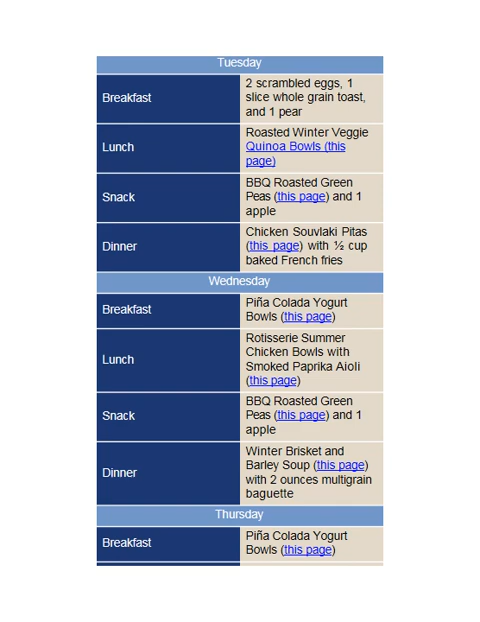 Tuesday
Breakfast
2 scrambled eggs, 1
slice whole grain toast,
and 1 pear
Lunch
Roasted Winter Veggie
Quinoa Bowls (this
page)
Snack
BBQ Roasted Green
Peas (this page) and 1
apple
Dinner
Chicken Souvlaki Pitas
(this page) with ½ cup
baked French fries
Wednesday
Breakfast
Piña Colada Yogurt
Bowls (this page)
Lunch
Rotisserie Summer
Chicken Bowls with
Smoked Paprika Aioli
(this page)
Snack
BBQ Roasted Green
Peas (this page) and 1
apple
Dinner
Winter Brisket and
Barley Soup (this page)
with 2 ounces multigrain
baguette
Thursday
Breakfast
Piña Colada Yogurt
Bowls (this page)